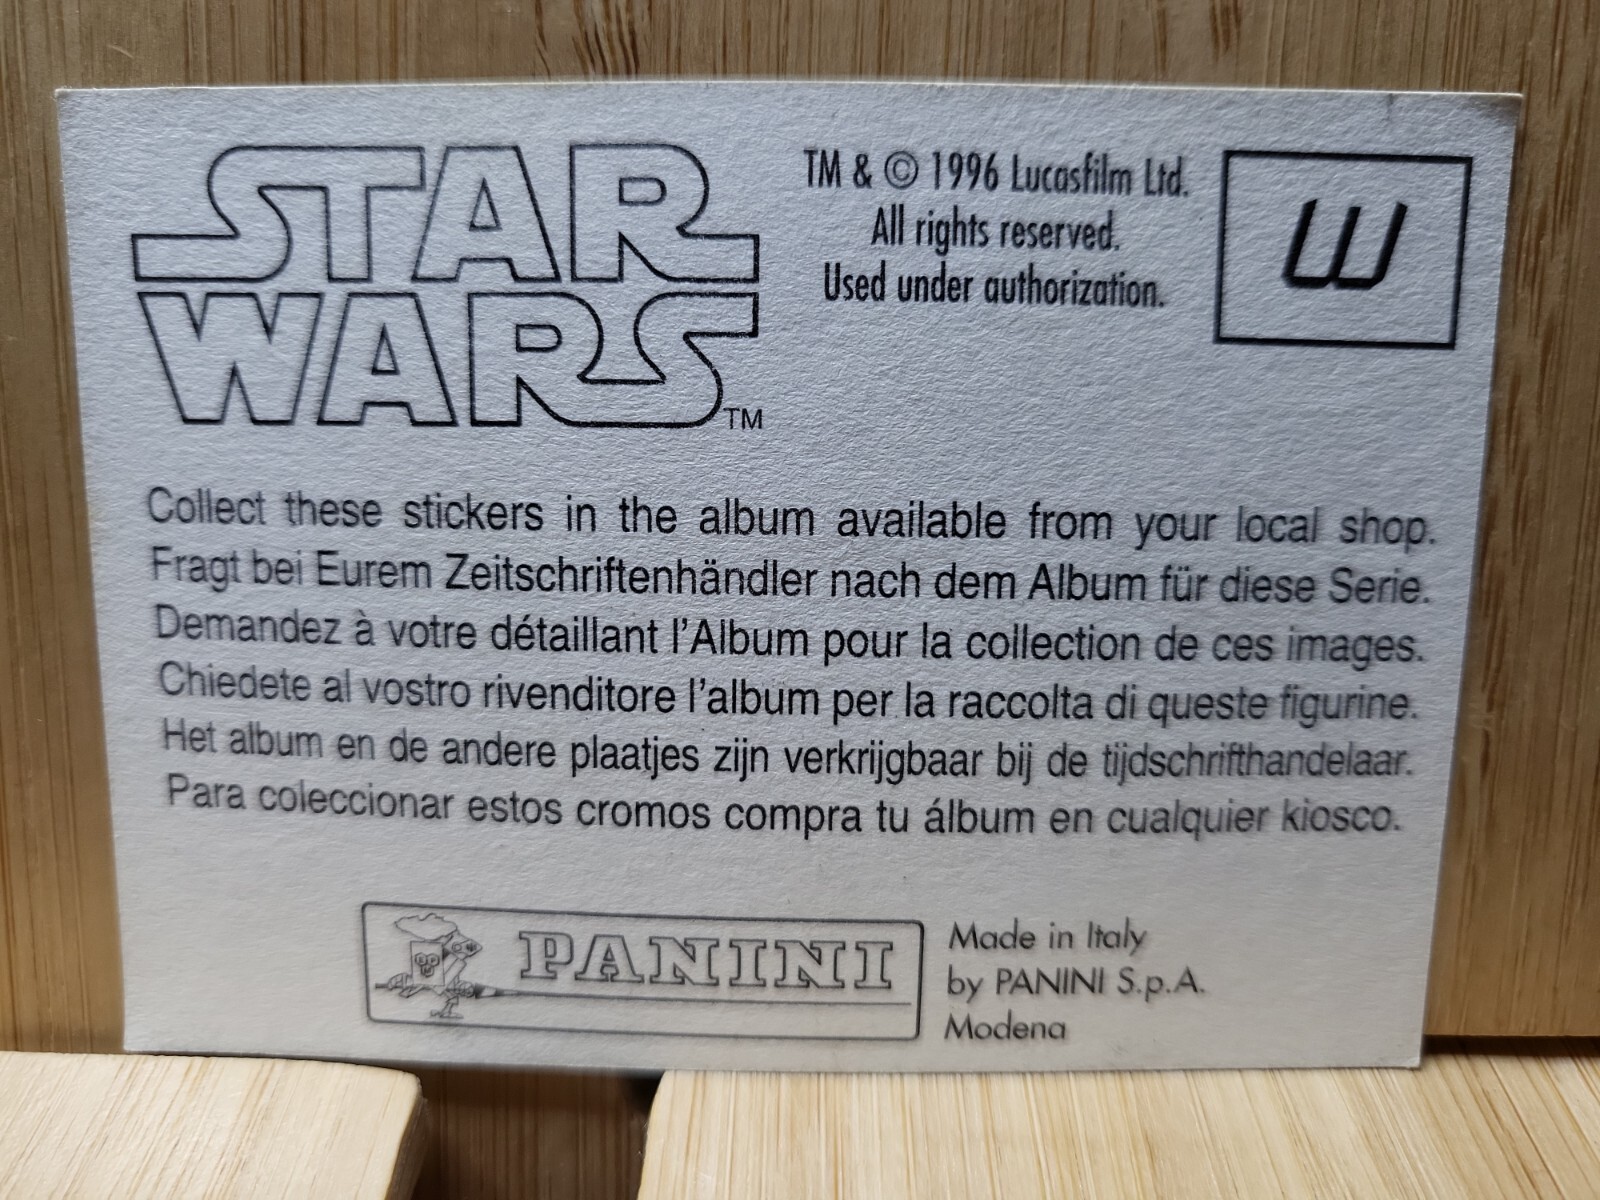 STAR
WARS TM
TM & © 1996 Lucasfilm Ltd.
All rights reserved.
Used under authorization.
W
Collect these stickers in the album available from your local shop.
Fragt bei Eurem Zeitschriftenhändler nach dem Album für diese Serie.
Demandez à votre détaillant l'Album pour la collection de ces images.
Chiedete al vostro rivenditore l'album per la raccolta di queste figurine.
Het album en de andere plaatjes zijn verkrijgbaar bij de tijdschrifthandelaar.
Para coleccionar estos cromos compra tu álbum en cualquier kiosco.
PANINI
Made in Italy
by PANINI S.p.A.
Modena